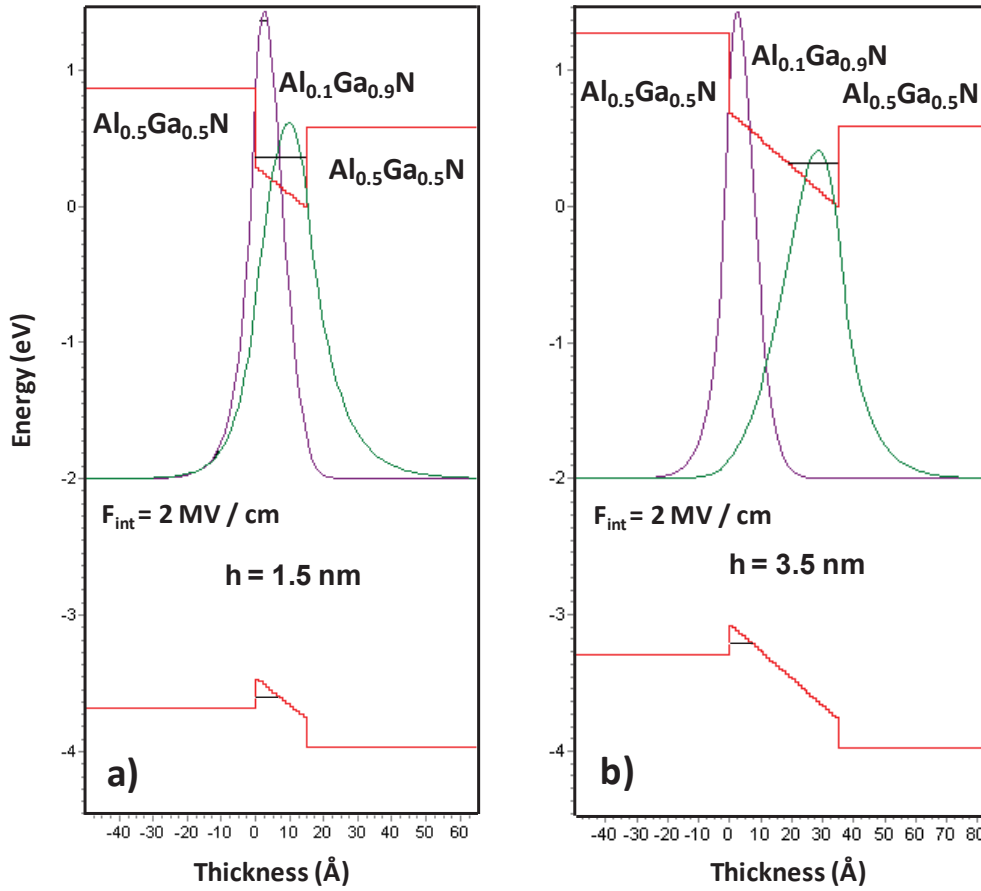 Energy (eV)
1
0
-1
-2
-3
-4
Al0.5Ga0.5N
Al0.1Ga0.9N
Al0.5Ga0.5N
Fint = 2 MV / cm
h = 1.5 nm
a)
-40 -30 -20 -10 0 10 20 30 40 50 60
Thickness (Å)
1
0
-1
-2
-3
-4
Al0.5Ga0.5N
Al0.1Ga0.9N
Al0.5Ga0.5N
Fint = 2 MV / cm
h = 3.5 nm
b)
-40 -30 -20 -10 0 10 20 30 40 50 60 70 80
Thickness (Å)